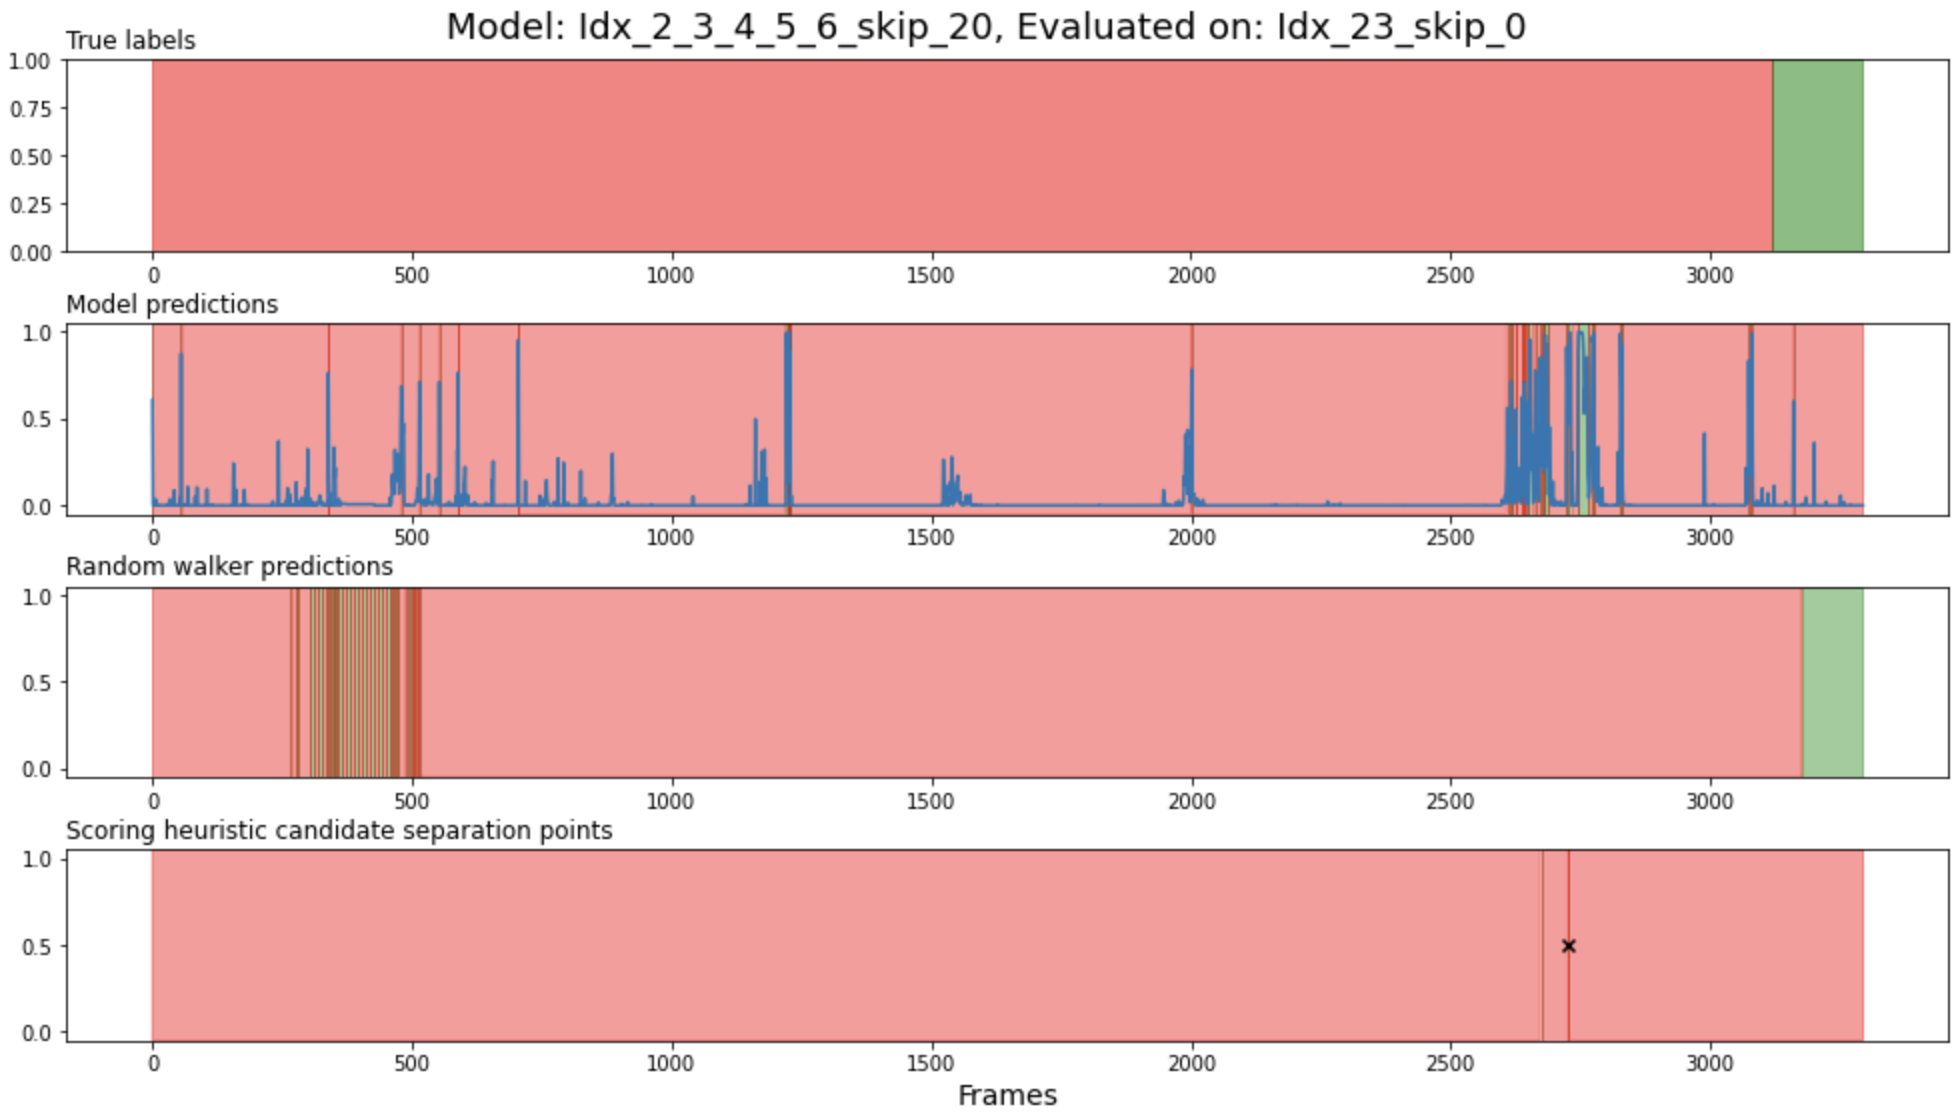 Model: Idx_2_3_4_5_6_skip_20, Evaluated on: Idx_23_skip_0
True labels
1.00
0.75
0.50
0.25
0.00
0 500 1000 1500 2000 2500 3000
Model predictions
1.0
0.5
0.0
0 500 1000 1500 2000 2500 3000
Random walker predictions
1.0
0.5
0.0
0 500 1000 1500 2000 2500 3000
Scoring heuristic candidate separation points
1.0
0.5
0.0
0 500 1000 1500 2000 2500 3000
Frames